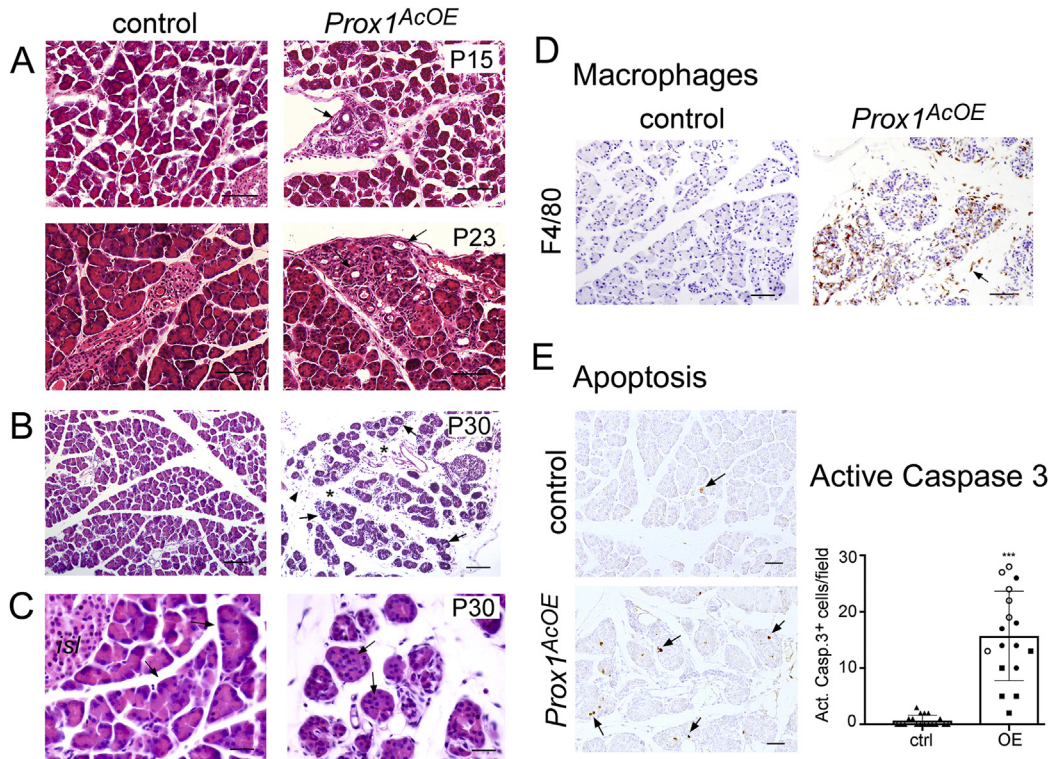 control
Prox1AcOE
A
P15
P23
B
P30
C
isl
P30
D
Macrophages
control
Prox1AcOE
F4/80
E
Apoptosis
control
Prox1AcOE
Active Caspase 3
Act. Casp.3+ cells/field
30
20
10
0
***
ctrl
OE